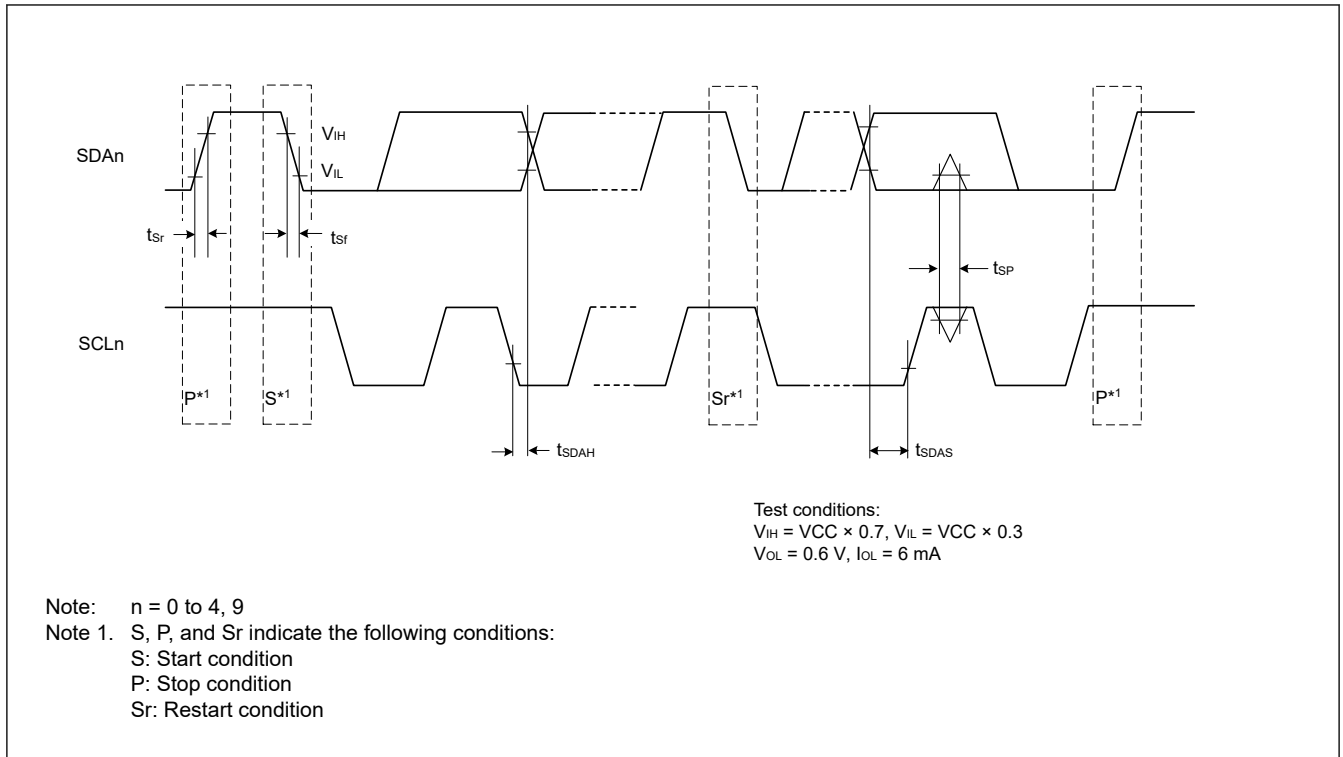 SDAn
VIH
VIL
tSr
tSf
tSP
SCLn
P*1
S*1
Sr*1
P*1
tSDAH
tSDAS
Test conditions:
VIH = VCC × 0.7, VIL = VCC × 0.3
VOL = 0.6 V, IOL = 6 mA
Note: n = 0 to 4, 9
Note 1. S, P, and Sr indicate the following conditions:
S: Start condition
P: Stop condition
Sr: Restart condition